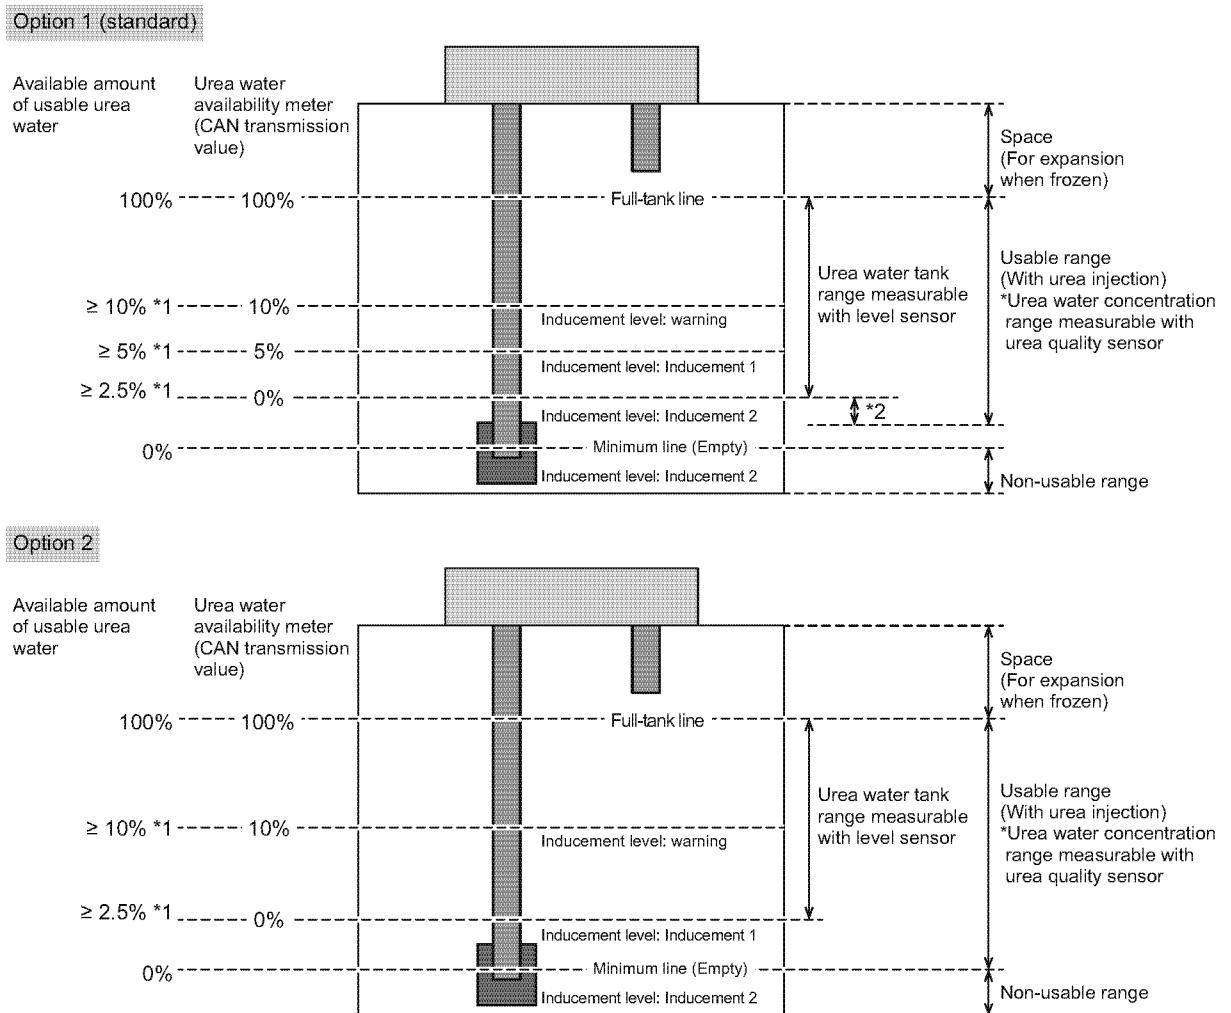 Option 1 (standard)
Available amount
of usable urea
water
Urea water
availability meter
(CAN transmission
value)
Space
(For expansion
when frozen)
100%
100%
Full-tank line
Urea water tank
range measurable
with level sensor
Usable range
(With urea injection)
*Urea water concentration
range measurable with
urea quality sensor
≥ 10% *1
10%
Inducement level: warning
≥ 5% *1
5%
Inducement level: Inducement 1
≥ 2.5% *1
0%
Inducement level: Inducement 2
*2
0%
Minimum line (Empty)
Inducement level: Inducement 2
Non-usable range
Option 2
Available amount
of usable urea
water
Urea water
availability meter
(CAN transmission
value)
Space
(For expansion
when frozen)
100%
100%
Full-tank line
Urea water tank
range measurable
with level sensor
Usable range
(With urea injection)
*Urea water concentration
range measurable with
urea quality sensor
≥ 10% *1
10%
Inducement level: warning
≥ 2.5% *1
0%
Inducement level: Inducement 1
0%
Minimum line (Empty)
Inducement level: Inducement 2
Non-usable range